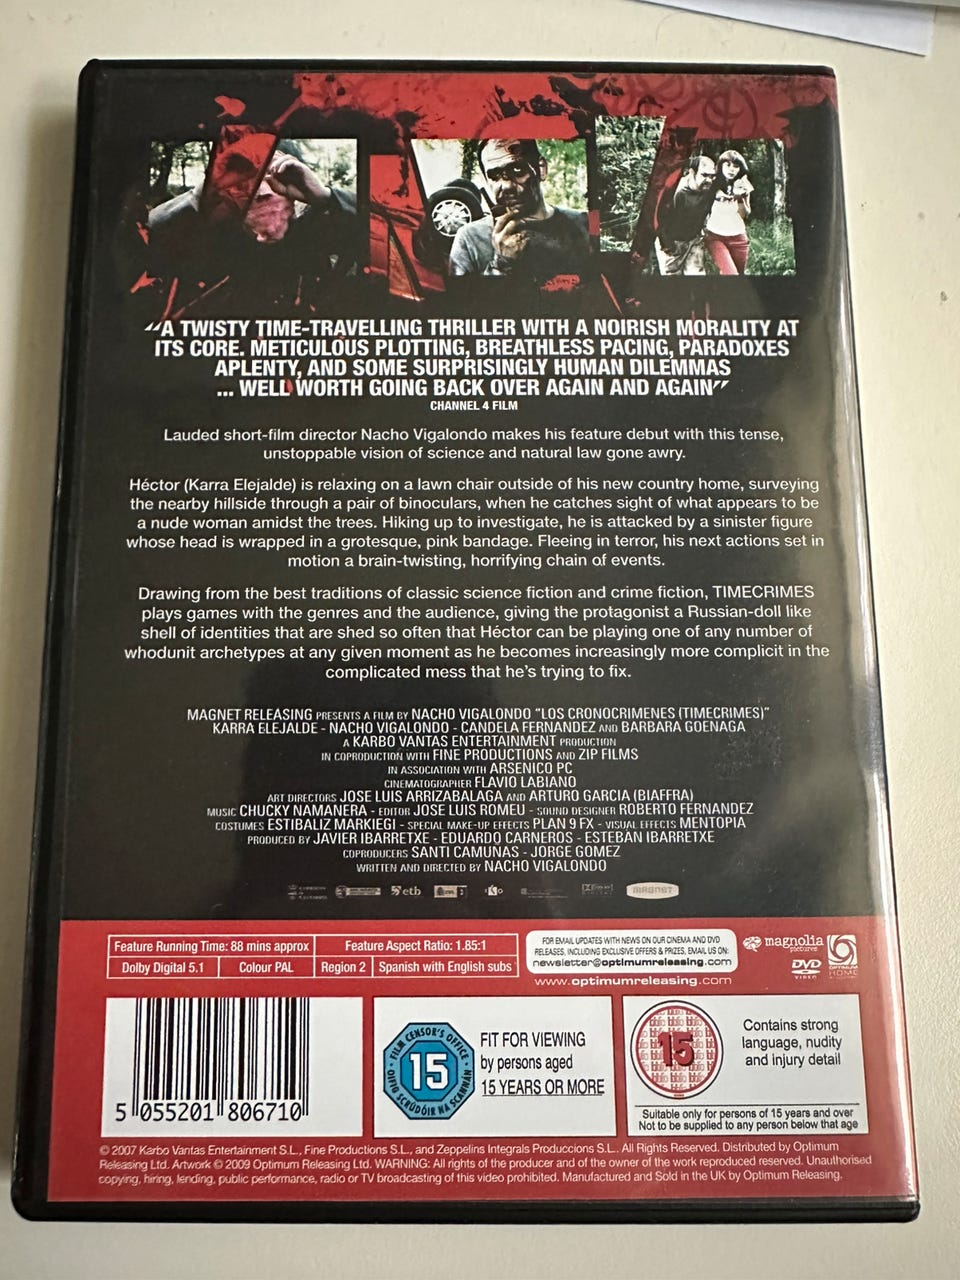 “A TWISTY TIME-TRAVELLING THRILLER WITH A NOIRISH MORALITY AT
ITS CORE. METICULOUS PLOTTING, BREATHLESS PACING, PARADOXES
APLENTY, AND SOME SURPRISINGLY HUMAN DILEMMAS
... WELL WORTH GOING BACK OVER AGAIN AND AGAIN”
CHANNEL 4 FILM
Lauded short-film director Nacho Vigalondo makes his feature debut with this tense,
unstoppable vision of science and natural law gone awry.
Héctor (Karra Elejalde) is relaxing on a lawn chair outside of his new country home, surveying
the nearby hillside through a pair of binoculars, when he catches sight of what appears to be
a nude woman amidst the trees. Hiking up to investigate, he is attacked by a sinister figure
whose head is wrapped in a grotesque, pink bandage. Fleeing in terror, his next actions set in
motion a brain-twisting, horrifying chain of events.
Drawing from the best traditions of classic science fiction and crime fiction, TIMECRIMES
plays games with the genres and the audience, giving the protagonist a Russian-doll like
shell of identities that are shed so often that Héctor can be playing one of any number of
whodunit archetypes at any given moment as he becomes increasingly more complicit in the
complicated mess that he's trying to fix.
MAGNET RELEASING PRESENTS A FILM BY NACHO VIGALONDO “LOS CRONOCRIMENES (TIMECRIMES)”
KARRA ELEJALDE - NACHO VIGALONDO - CANDELA FERNANDEZ AND BARBARA GOENAGA
A KARBO VANTAS ENTERTAINMENT PRODUCTION
IN COPRODUCTION WITH FINE PRODUCTIONS AND ZIP FILMS
IN ASSOCIATION WITH ARSENICO PC
CINEMATOGRAPHER FLAVIO LABIANO
ART DIRECTORS JOSE LUIS ARRIZABALAGA AND ARTURO GARCIA (BIAFFRA)
MUSIC CHUCKY NAMANERA - EDITOR JOSE LUIS ROMEU - SOUND DESIGNER ROBERTO FERNANDEZ
COSTUMES ESTIBALIZ MARKIEGI - SPECIAL MAKE-UP EFFECTS PLAN 9 FX - VISUAL EFFECTS MENTOPIA
PRODUCED BY JAVIER IBARRETXE - EDUARDO CARNEROS - ESTEBAN IBARRETXE
COPRODUCERS SANTI CAMUNAS - JORGE GOMEZ
WRITTEN AND DIRECTED BY NACHO VIGALONDO
etb MAGNET
Feature Running Time: 88 mins approx Feature Aspect Ratio: 1.85:1
Dolby Digital 5.1 Colour PAL Region 2 Spanish with English subs
FOR EMAIL UPDATES WITH NEWS ON OUR CINEMA AND DVD
RELEASES, INCLUDING EXCLUSIVE OFFERS & PRIZES, EMAIL US ON:
newsletter@optimumreleasing.com
www.optimumreleasing.com
magnolia
pictures
DVD
VIDEO
OPTIMUM
HOME
5 055201 806710
FILM CENSOR'S OFFICE
15
OIFIG SCRÚDÓIR NA SCANNÁN
FIT FOR VIEWING
by persons aged
15 YEARS OR MORE
15
Contains strong
language, nudity
and injury detail
Suitable only for persons of 15 years and over
Not to be supplied to any person below that age
© 2007 Karbo Vantas Entertainment S.L., Fine Productions S.L., and Zeppelins Integrals Produccions S.L. All Rights Reserved. Distributed by Optimum
Releasing Ltd. Artwork © 2009 Optimum Releasing Ltd. WARNING: All rights of the producer and of the owner of the work reproduced reserved. Unauthorised
copying, hiring, lending, public performance, radio or TV broadcasting of this video prohibited. Manufactured and Sold in the UK by Optimum Releasing.